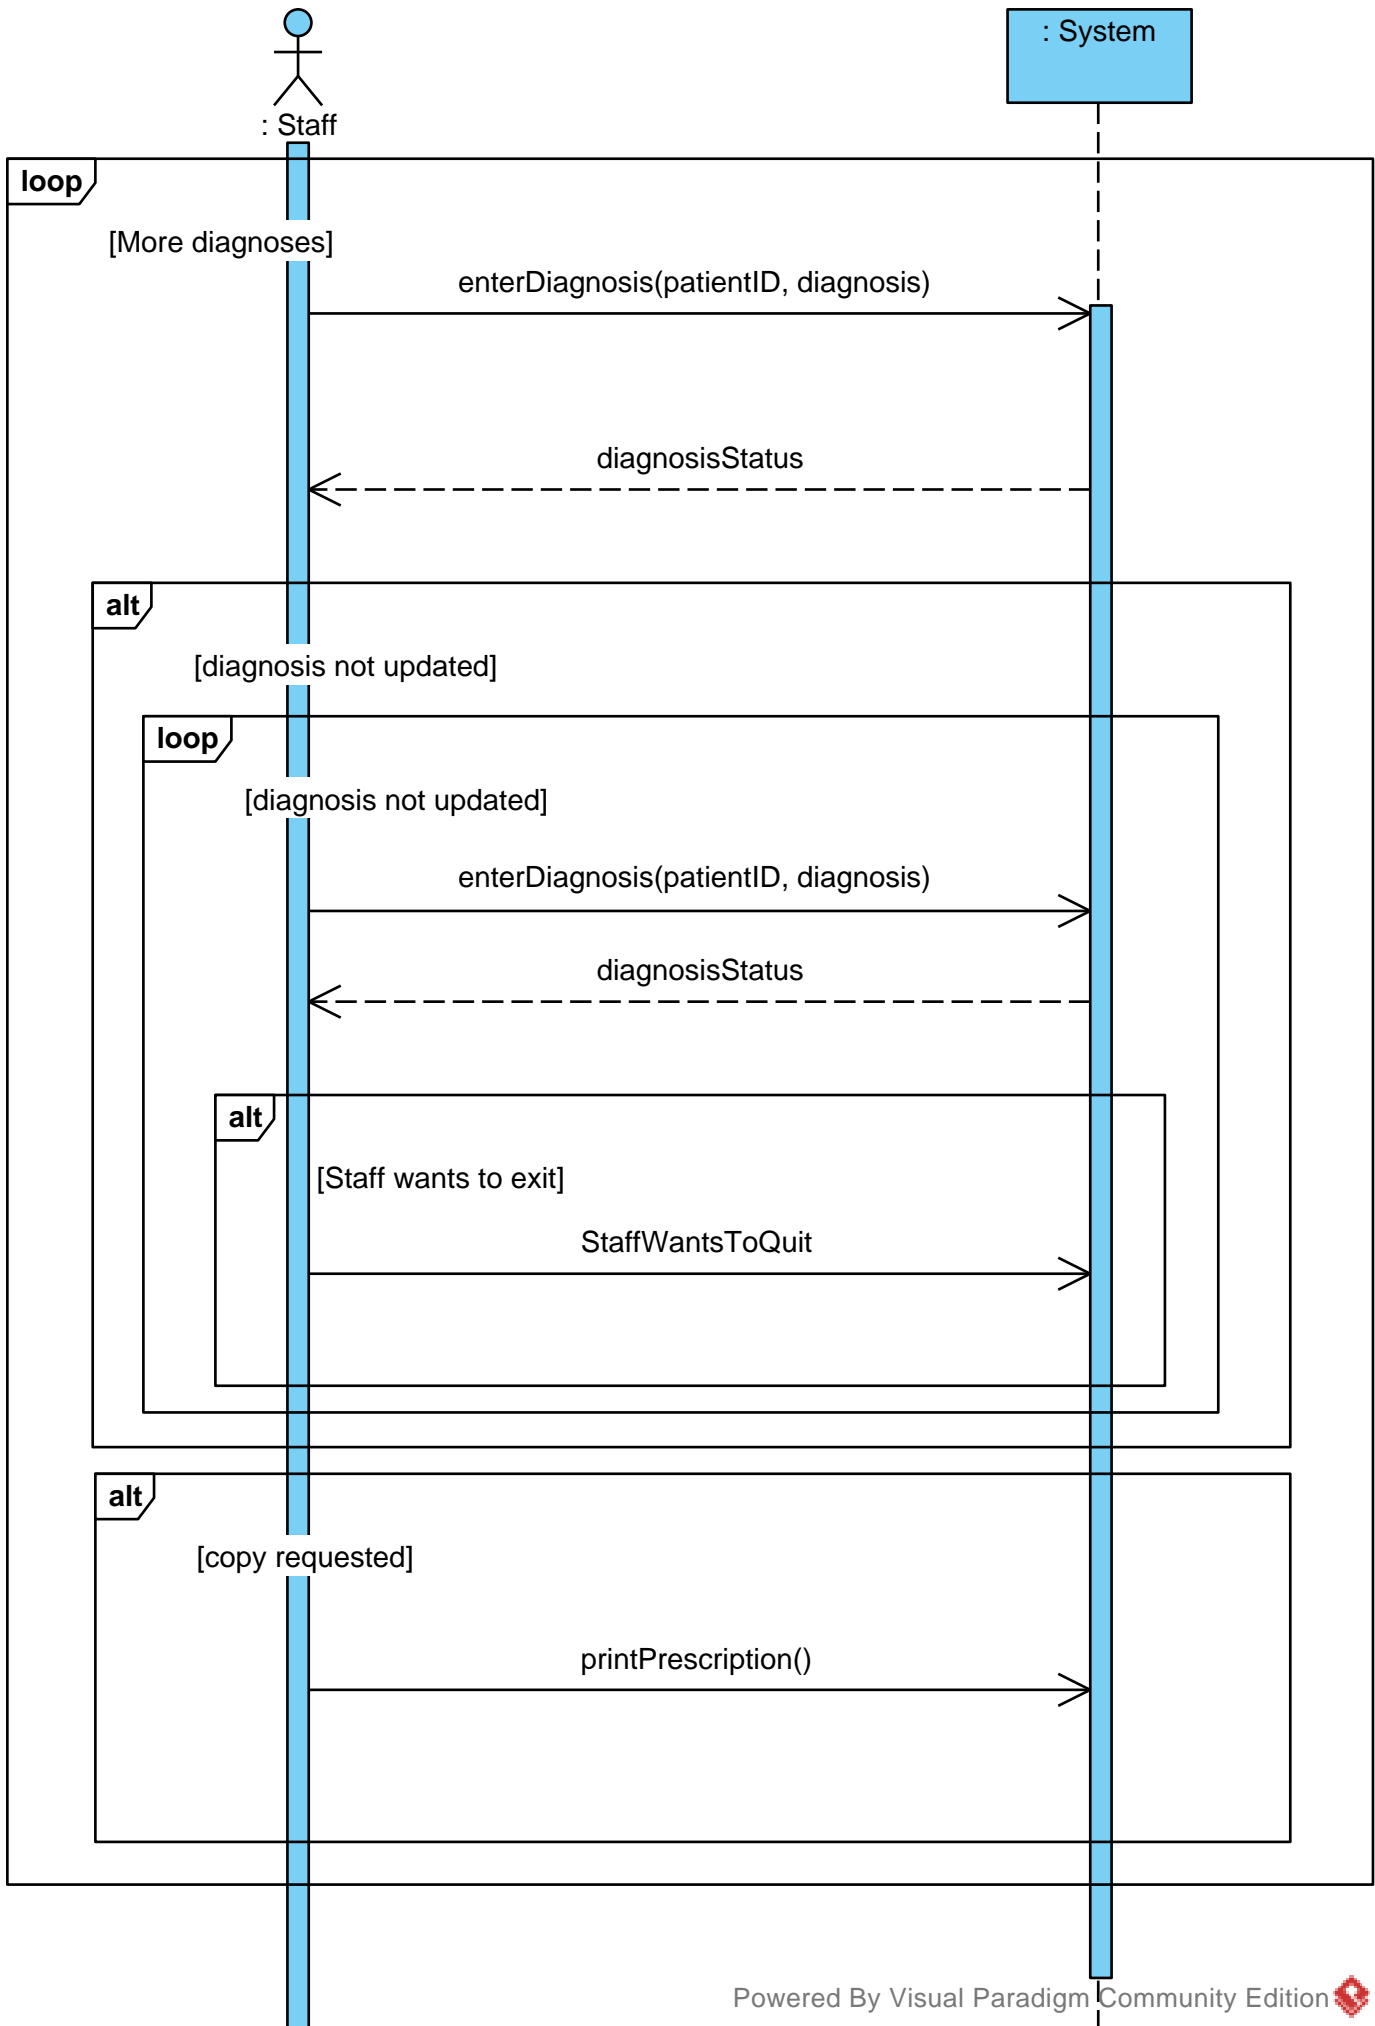 : Staff
: System
loop
[More diagnoses]
enterDiagnosis(patientID, diagnosis)
diagnosisStatus
alt
[diagnosis not updated]
loop
[diagnosis not updated]
enterDiagnosis(patientID, diagnosis)
diagnosisStatus
alt
[Staff wants to exit]
StaffWantsToQuit
alt
[copy requested]
printPrescription()
Powered By Visual Paradigm Community Edition